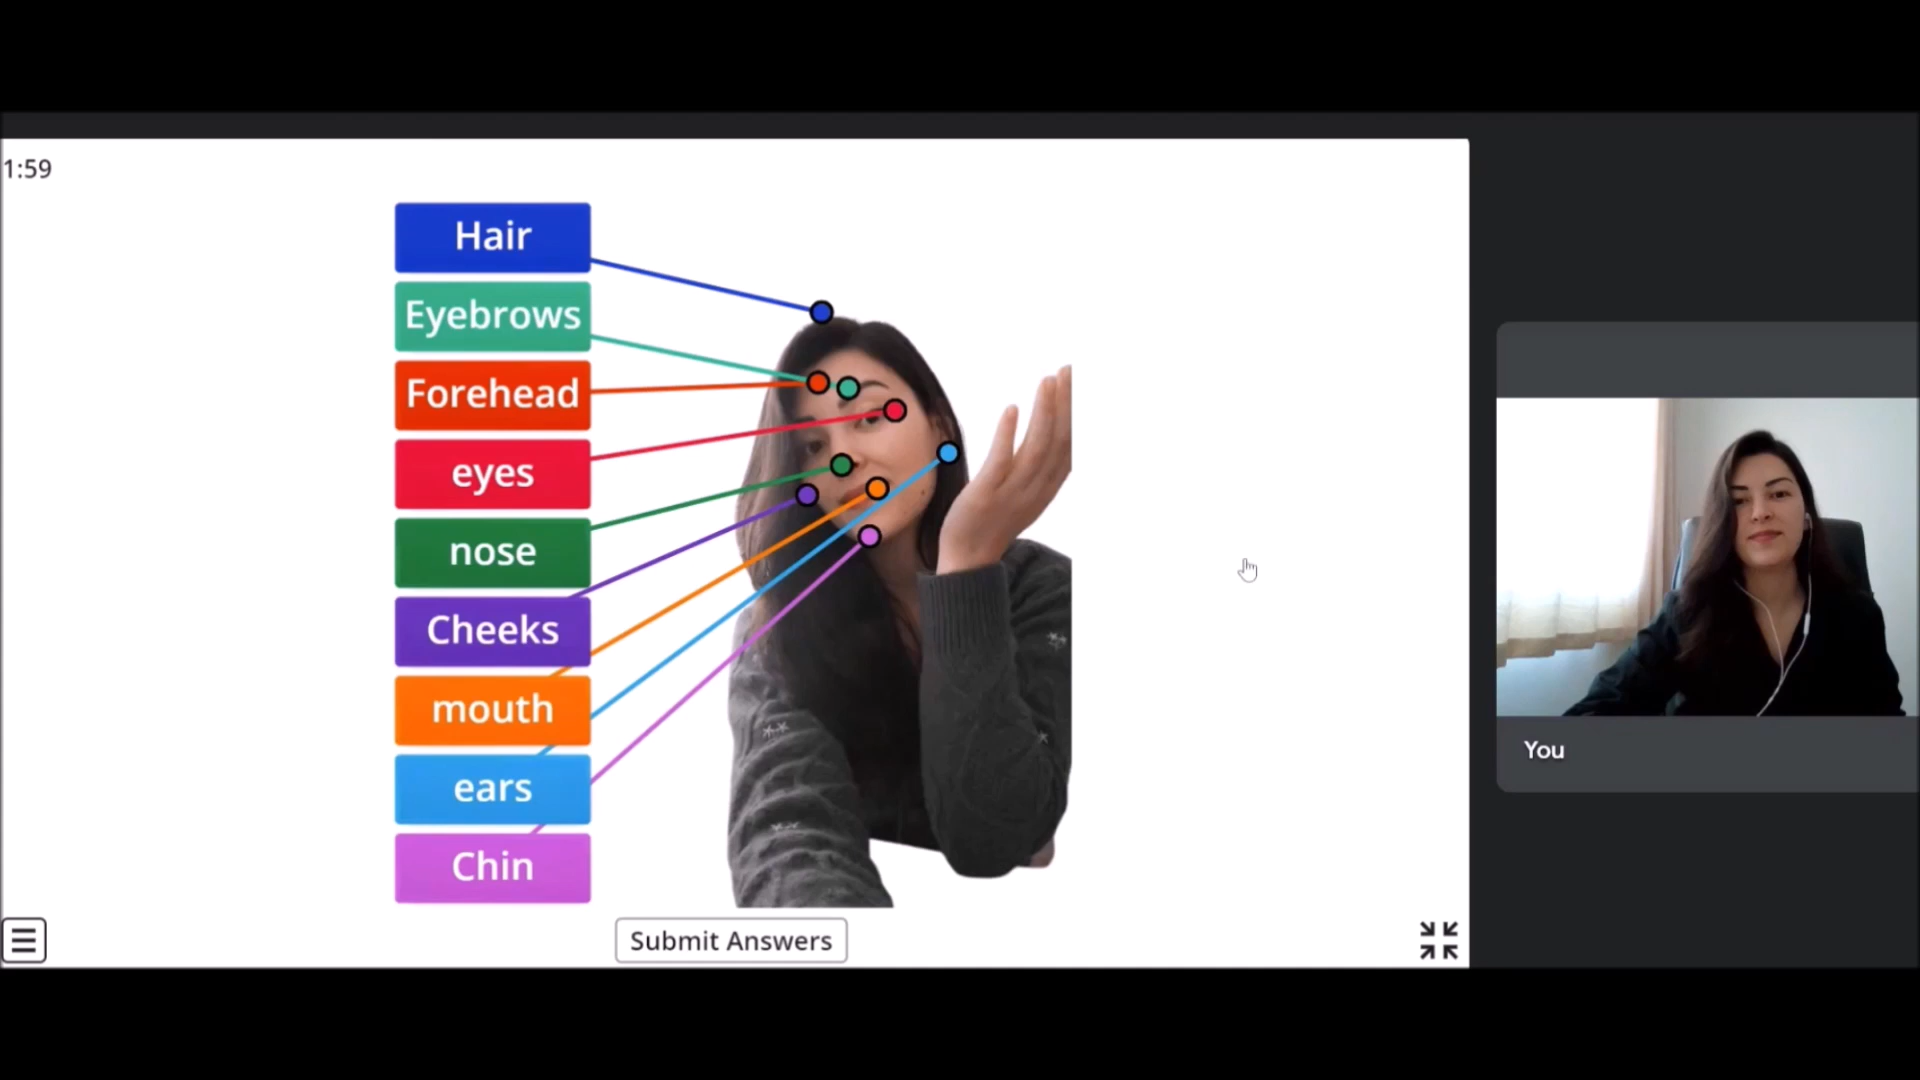 1:59
Hair
Eyebrows
Forehead
eyes
nose
Cheeks
mouth
ears
Chin
Submit Answers
You